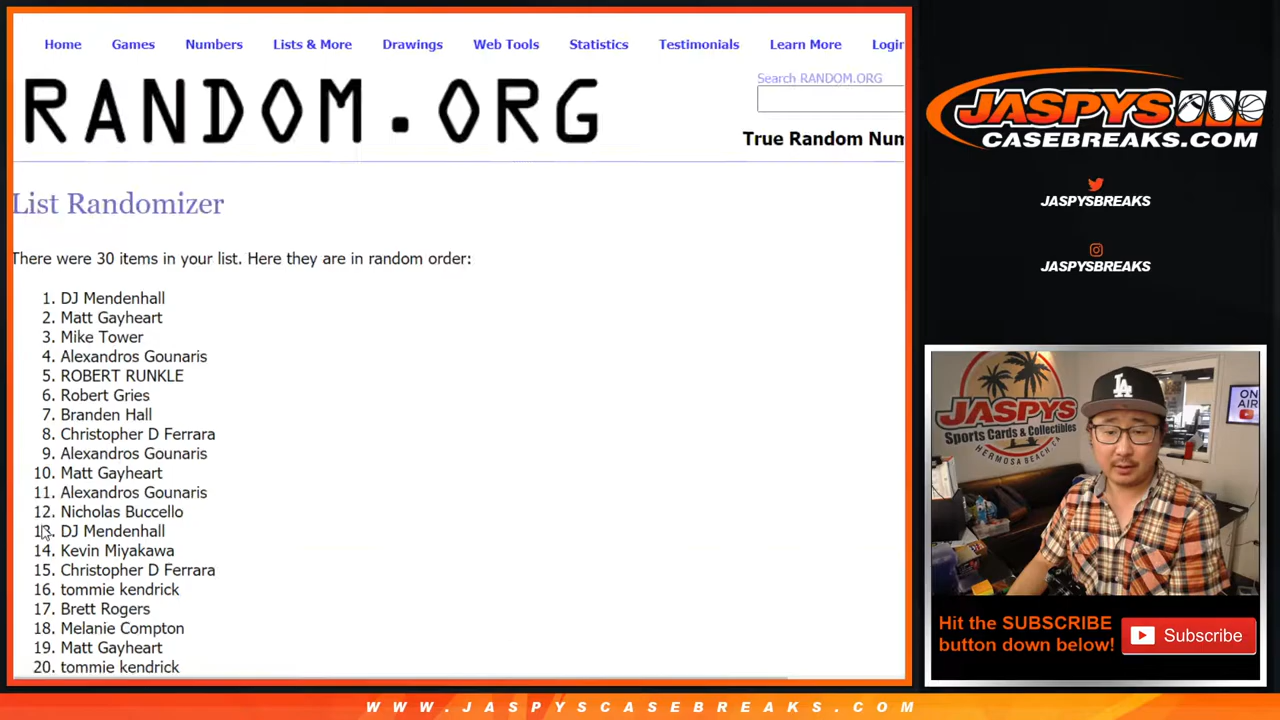 Home Games Numbers Lists & More Drawings Web Tools Statistics Testimonials Learn More Login
RANDOM.ORG
Search RANDOM.ORG
True Random Num
List Randomizer
There were 30 items in your list. Here they are in random order:
1. DJ Mendenhall
2. Matt Gayheart
3. Mike Tower
4. Alexandros Gounaris
5. ROBERT RUNKLE
6. Robert Gries
7. Branden Hall
8. Christopher D Ferrara
9. Alexandros Gounaris
10. Matt Gayheart
11. Alexandros Gounaris
12. Nicholas Buccello
13. DJ Mendenhall
14. Kevin Miyakawa
15. Christopher D Ferrara
16. tommie kendrick
17. Brett Rogers
18. Melanie Compton
19. Matt Gayheart
20. tommie kendrick
JASPYS
CASEBREAKS.COM
JASPYSBREAKS
JASPYSBREAKS
JASPYS
Sports Cards & Collectibles
HERMOSA BEACH, CA
LA
ON
AIR
Hit the SUBSCRIBE
button down below!
Subscribe
WWW.JASPYSCASEBREAKS.COM